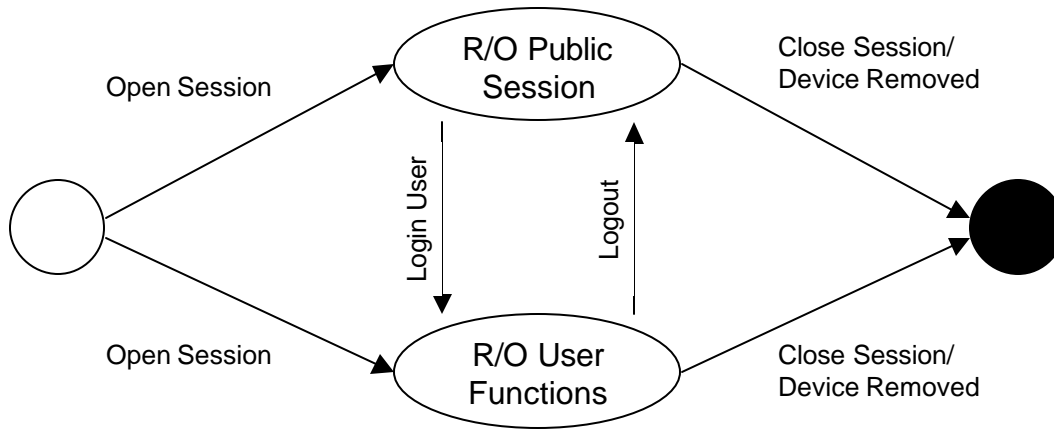 R/O Public
Session
Close Session/
Device Removed
Open Session
Login User
Logout
Open Session
R/O User
Functions
Close Session/
Device Removed